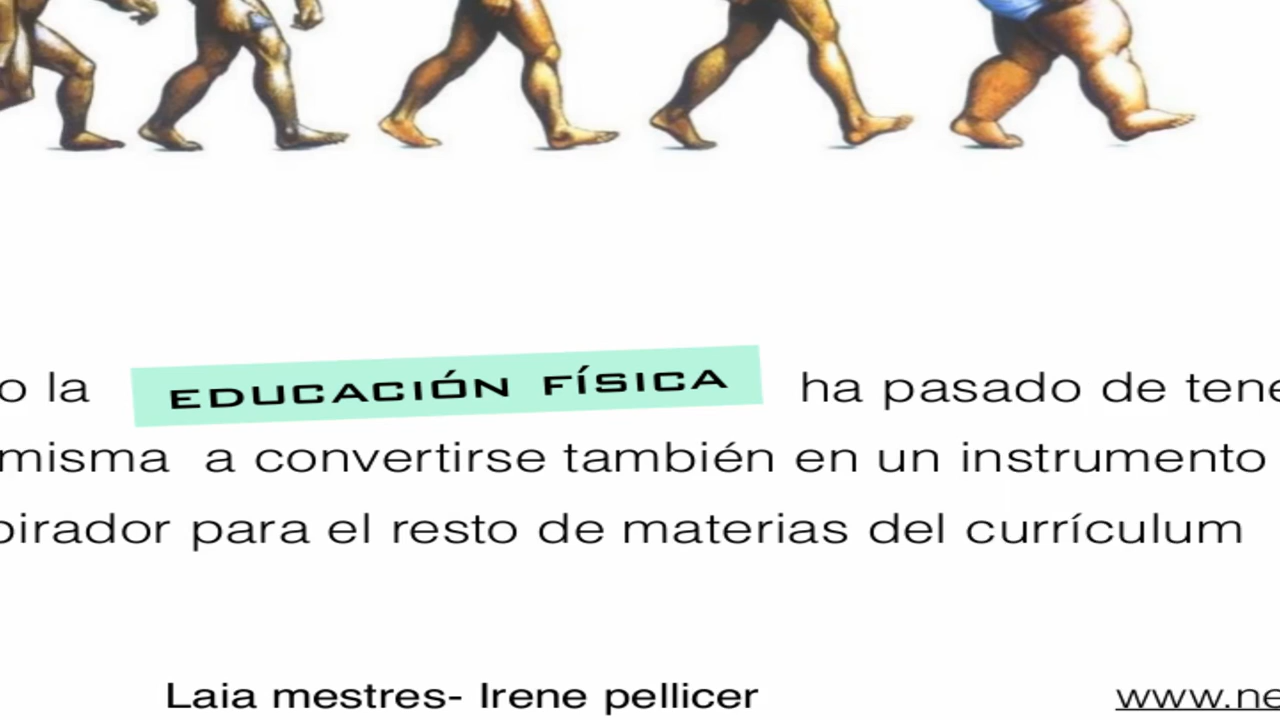 o la EDUCACIÓN FÍSICA ha pasado de tene
misma a convertirse también en un instrumento
pirador para el resto de materias del currículum
Laia mestres- Irene pellicer
www.ne